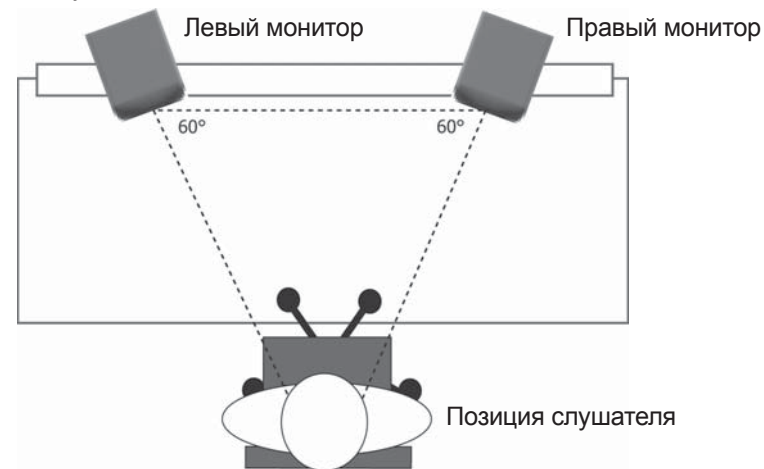 Левый монитор
Правый монитор
60°
60°
Позиция слушателя